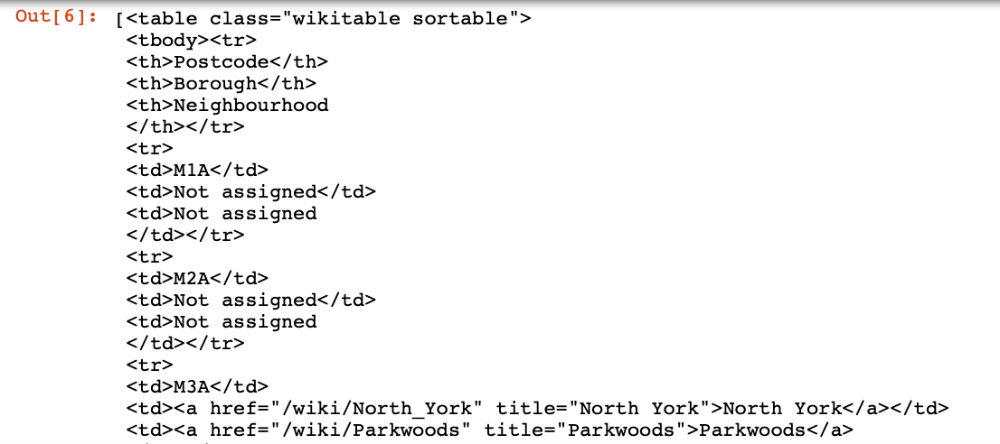 Out[6]: [<table class="wikitable sortable">
<tbody><tr>
<th>Postcode</th>
<th>Borough</th>
<th>Neighbourhood
</th></tr>
<tr>
<td>M1A</td>
<td>Not assigned</td>
<td>Not assigned
</td></tr>
<tr>
<td>M2A</td>
<td>Not assigned</td>
<td>Not assigned
</td></tr>
<tr>
<td>M3A</td>
<td><a href="/wiki/North_York" title="North York">North York</a></td>
<td><a href="/wiki/Parkwoods" title="Parkwoods">Parkwoods</a>